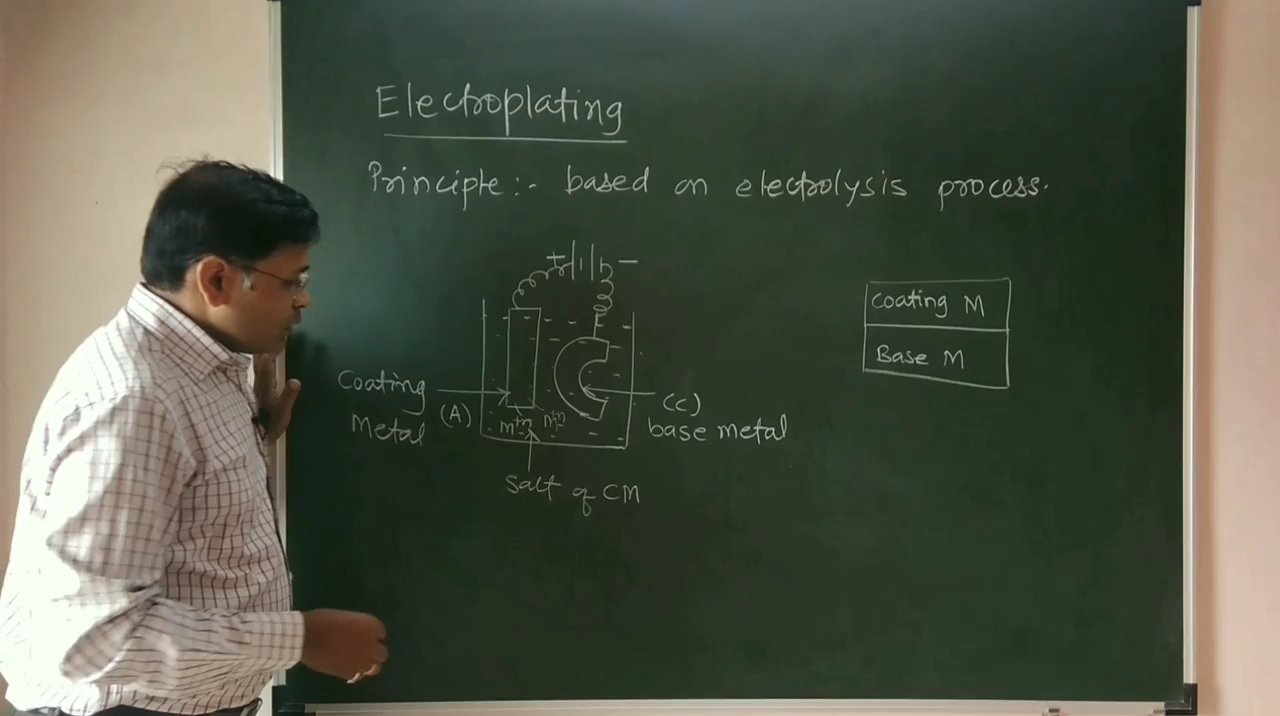 Electroplating
Principle:- based on electrolysis process.
+ -
Coating M
Base M
Coating
Metal (A)
(C)
base metal
M+n M+n
Salt of CM